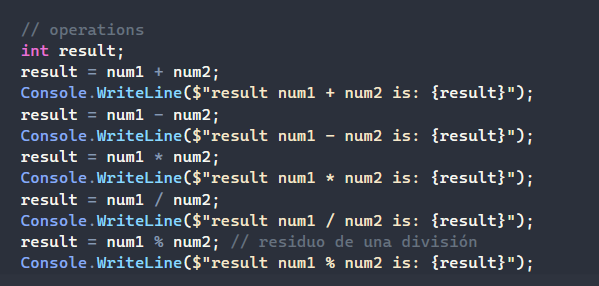 // operations
int result;
result = num1 + num2;
Console.WriteLine($"result num1 + num2 is: {result}");
result = num1 - num2;
Console.WriteLine($"result num1 - num2 is: {result}");
result = num1 * num2;
Console.WriteLine($"result num1 * num2 is: {result}");
result = num1 / num2;
Console.WriteLine($"result num1 / num2 is: {result}");
result = num1 % num2; // residuo de una división
Console.WriteLine($"result num1 % num2 is: {result}");